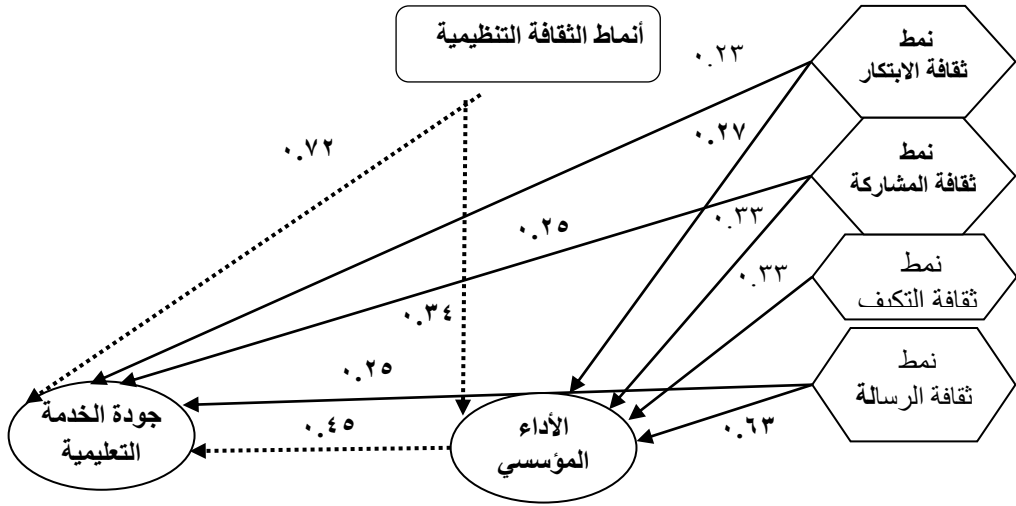 أنماط الثقافة التنظيمية
نمط
ثقافة الابتكار
٠.٢٣
٠.٢٧
٠.٧٢
نمط
ثقافة المشاركة
٠.٣٣
٠.٢٥
نمط
ثقافة التكيف
٠.٣٣
٠.٣٤
نمط
ثقافة الرسالة
٠.٢٥
٠.٦٣
٠.٤٥
جودة الخدمة
التعليمية
الأداء
المؤسسي